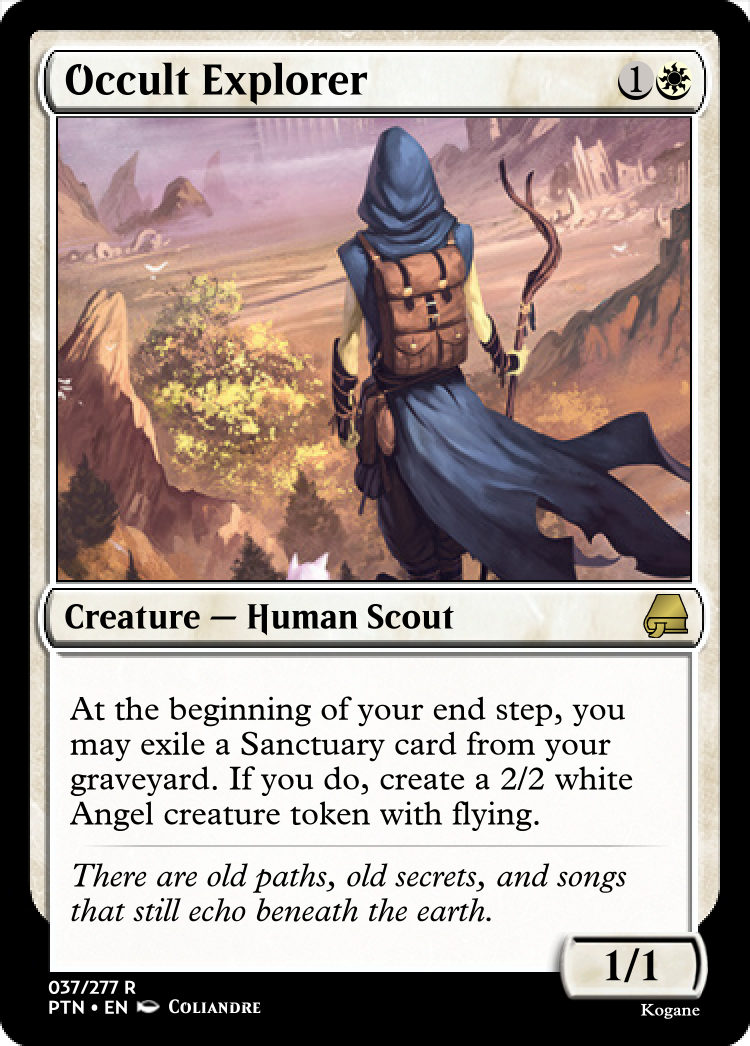 Occult Explorer 1
Creature — Human Scout
At the beginning of your end step, you
may exile a Sanctuary card from your
graveyard. If you do, create a 2/2 white
Angel creature token with flying.
There are old paths, old secrets, and songs
that still echo beneath the earth.
1/1
037/277 R
PTN • EN Coliandre
Kogane